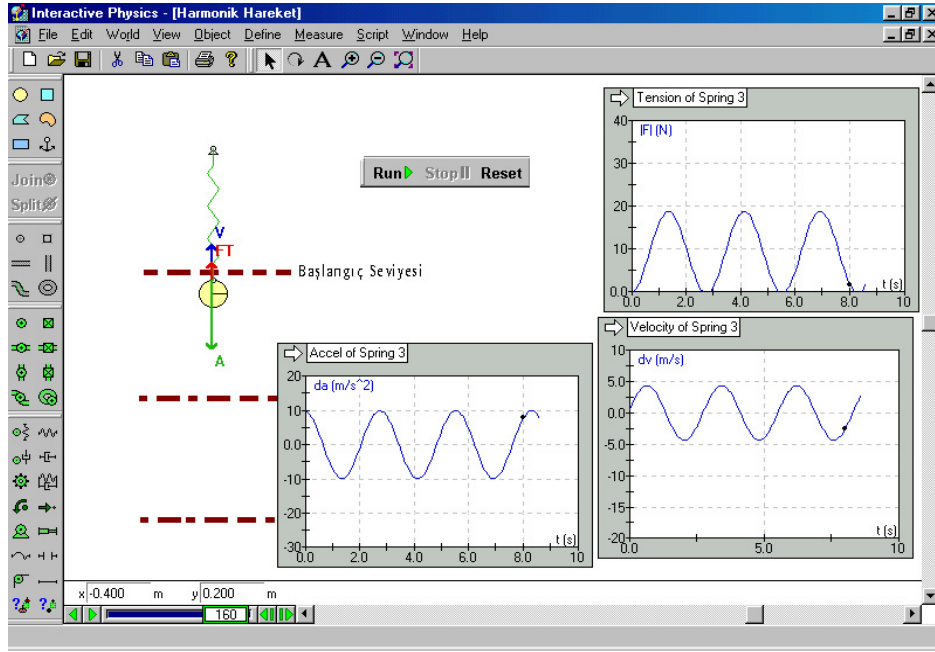 Interactive Physics - [Harmonik Hareket]
File Edit World View Object Define Measure Script Window Help
Join
Split
Run Stop Reset
V
FT
Başlangıç Seviyesi
A
Tension of Spring 3
|F| (N)
40
30
20
10
0.0
0.0 2.0 4.0 6.0 8.0 10
t (s)
Accel of Spring 3
da (m/s^2)
20
10
0.0
-10
-20
-30
0.0 2.0 4.0 6.0 8.0 10
t (s)
Velocity of Spring 3
dv (m/s)
10
5.0
0.0
-5.0
-10
-15
-20
0.0 5.0 10
t (s)
x -0.400 m y 0.200 m
160